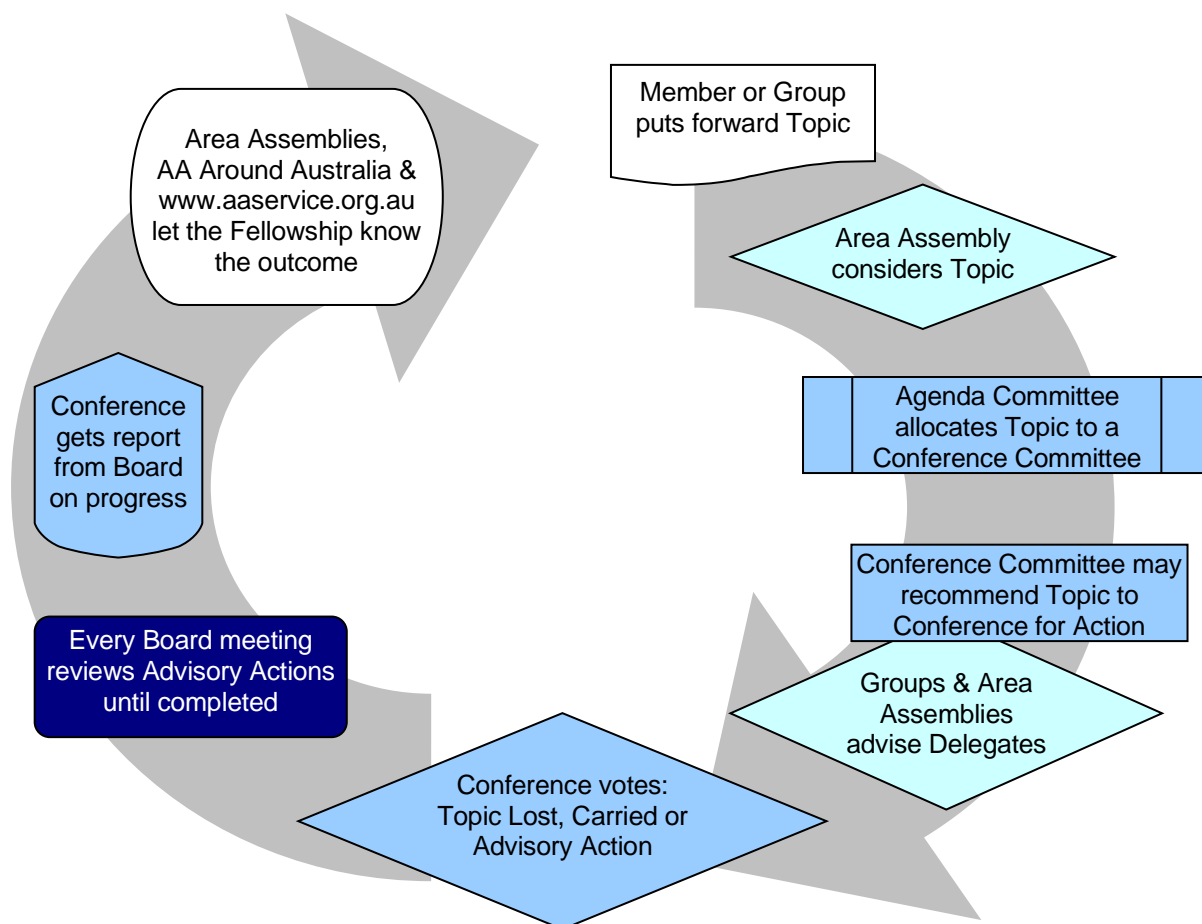 Member or Group
puts forward Topic
Area Assembly
considers Topic
Agenda Committee
allocates Topic to a
Conference Committee
Conference Committee may
recommend Topic to
Conference for Action
Groups & Area
Assemblies
advise Delegates
Conference votes:
Topic Lost, Carried or
Advisory Action
Every Board meeting
reviews Advisory Actions
until completed
Conference
gets report
from Board
on progress
Area Assemblies,
AA Around Australia &
www.aaservice.org.au
let the Fellowship know
the outcome